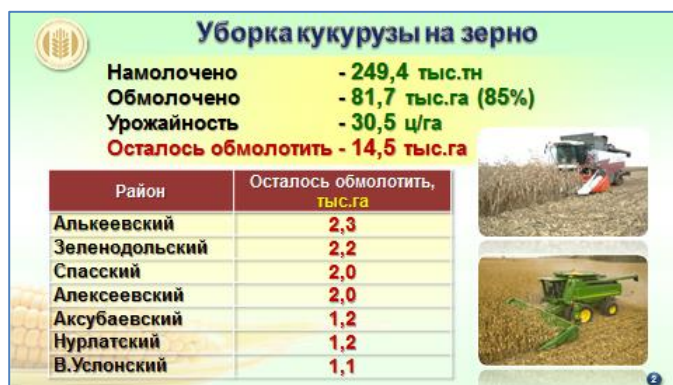 Уборка кукурузы на зерно
Намолочено - 249,4 тыс.тн
Обмолочено - 81,7 тыс.га (85%)
Урожайность - 30,5 ц/га
Осталось обмолотить - 14,5 тыс.га
Район Осталось обмолотить,
тыс.га
Алькеевский 2,3
Зеленодольский 2,2
Спасский 2,0
Алексеевский 2,0
Аксубаевский 1,2
Нурлатский 1,2
В.Услонский 1,1
2